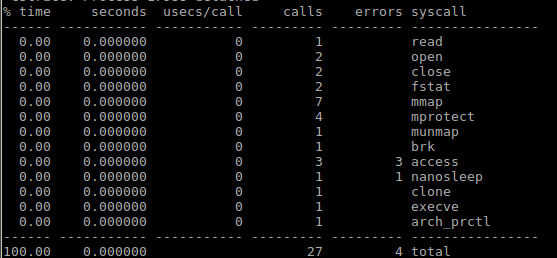 % time     seconds  usecs/call     calls    errors syscall
------ ----------- ----------- --------- --------- ----------------
  0.00    0.000000           0         1           read
  0.00    0.000000           0         2           open
  0.00    0.000000           0         2           close
  0.00    0.000000           0         2           fstat
  0.00    0.000000           0         7           mmap
  0.00    0.000000           0         4           mprotect
  0.00    0.000000           0         1           munmap
  0.00    0.000000           0         1           brk
  0.00    0.000000           0         3         3 access
  0.00    0.000000           0         1         1 nanosleep
  0.00    0.000000           0         1           clone
  0.00    0.000000           0         1           execve
  0.00    0.000000           0         1           arch_prctl
------ ----------- ----------- --------- --------- ----------------
100.00    0.000000                    27         4 total